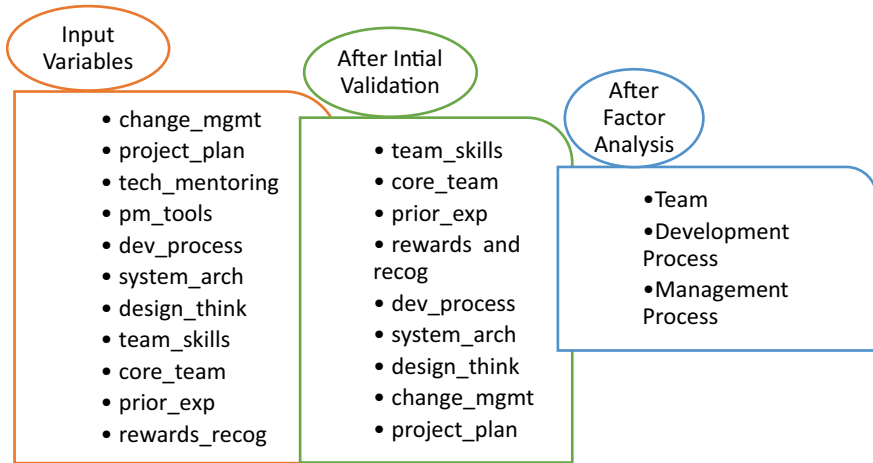 Input
Variables
• change_mgmt
• project_plan
• tech_mentoring
• pm_tools
• dev_process
• system_arch
• design_think
• team_skills
• core_team
• prior_exp
• rewards_recog
After Intial
Validation
• team_skills
• core_team
• prior_exp
• rewards and
recog
• dev_process
• system_arch
• design_think
• change_mgmt
• project_plan
After
Factor
Analysis
•Team
•Development
Process
•Management
Process